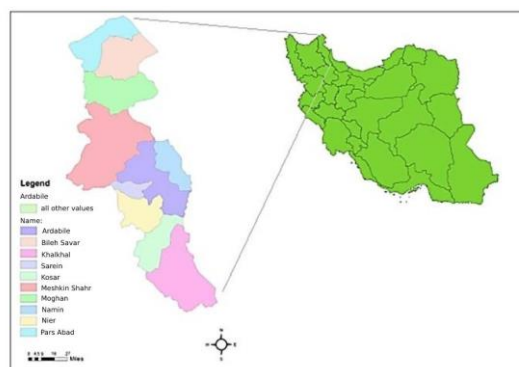 Legend
Ardabile
all other values
Name:
Ardabile
Bileh Savar
Khalkhal
Sarein
Kosar
Meshkin Shahr
Moghan
Namin
Nier
Pars Abad
Miles
N
E
S